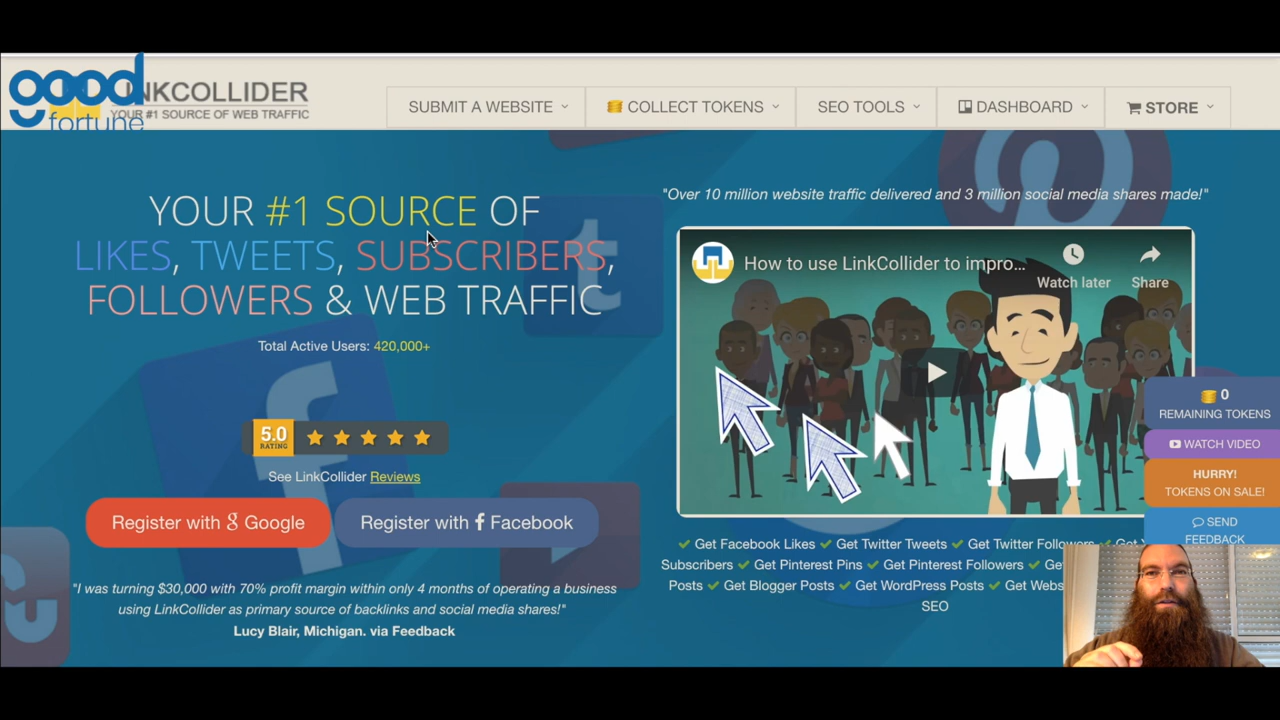 good
fortune
NKCOLLIDER
YOUR #1 SOURCE OF WEB TRAFFIC
SUBMIT A WEBSITE
COLLECT TOKENS
SEO TOOLS
DASHBOARD
STORE
YOUR #1 SOURCE OF
LIKES, TWEETS, SUBSCRIBERS,
FOLLOWERS & WEB TRAFFIC
Total Active Users: 420,000+
5.0
RATING
See LinkCollider Reviews
Register with Google
Register with f Facebook
"I was turning $30,000 with 70% profit margin within only 4 months of operating a business
using LinkCollider as primary source of backlinks and social media shares!"
Lucy Blair, Michigan. via Feedback
"Over 10 million website traffic delivered and 3 million social media shares made!"
How to use LinkCollider to impro...
Watch later
Share
Get Facebook Likes Get Twitter Tweets Get Twitter Followers Get
Subscribers Get Pinterest Pins Get Pinterest Followers Get
Posts Get Blogger Posts Get WordPress Posts Get Webs
SEO
0
REMAINING TOKENS
WATCH VIDEO
HURRY!
TOKENS ON SALE!
SEND
FEEDBACK